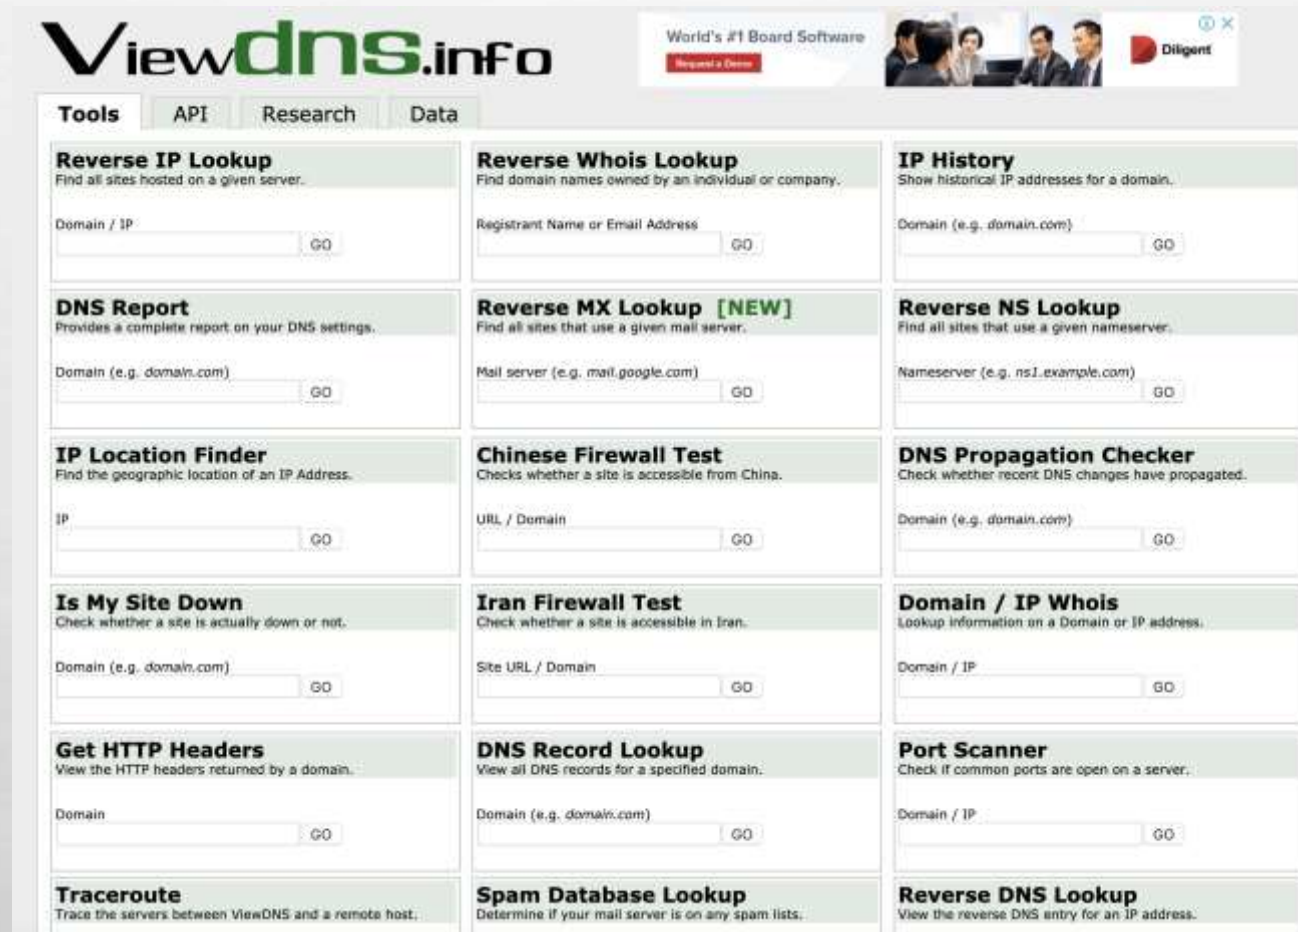 Viewdns.info
World's #1 Board Software
Request a Demo
Diligent
Tools
API
Research
Data
Reverse IP Lookup
Find all sites hosted on a given server.
Domain / IP
GO
Reverse Whois Lookup
Find domain names owned by an individual or company.
Registrant Name or Email Address
GO
IP History
Show historical IP addresses for a domain.
Domain (e.g. domain.com)
GO
DNS Report
Provides a complete report on your DNS settings.
Domain (e.g. domain.com)
GO
Reverse MX Lookup [NEW]
Find all sites that use a given mail server.
Mail server (e.g. mail.google.com)
GO
Reverse NS Lookup
Find all sites that use a given nameserver.
Nameserver (e.g. ns1.example.com)
GO
IP Location Finder
Find the geographic location of an IP Address.
IP
GO
Chinese Firewall Test
Checks whether a site is accessible from China.
URL / Domain
GO
DNS Propagation Checker
Check whether recent DNS changes have propagated.
Domain (e.g. domain.com)
GO
Is My Site Down
Check whether a site is actually down or not.
Domain (e.g. domain.com)
GO
Iran Firewall Test
Check whether a site is accessible in Iran.
Site URL / Domain
GO
Domain / IP Whois
Lookup information on a Domain or IP address.
Domain / IP
GO
Get HTTP Headers
View the HTTP headers returned by a domain.
Domain
GO
DNS Record Lookup
View all DNS records for a specified domain.
Domain (e.g. domain.com)
GO
Port Scanner
Check if common ports are open on a server.
Domain / IP
GO
Traceroute
Trace the servers between ViewDNS and a remote host.
Spam Database Lookup
Determine if your mail server is on any spam lists.
Reverse DNS Lookup
View the reverse DNS entry for an IP address.